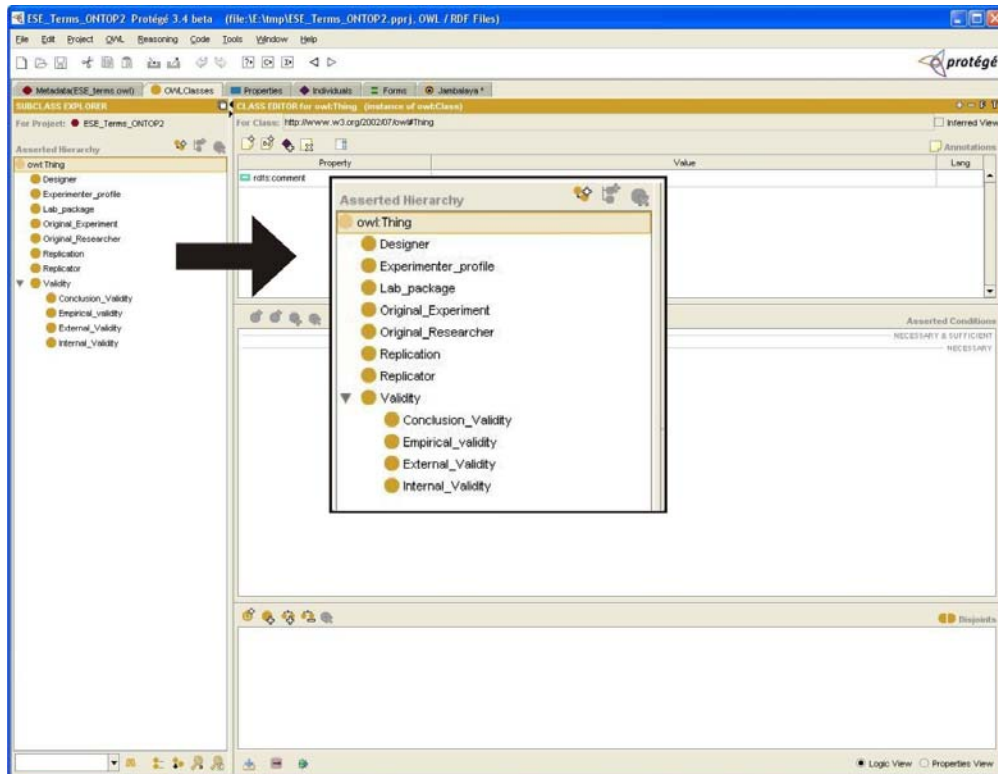 ESE_Terms_ONTOP2 Protégé 3.4 beta (file:\E:\tmp\ESE_Terms_ONTOP2.pprj, OWL / RDF Files)
File Edit Project OWL Reasoning Code Tools Window Help
protégé
Metadata(ESE_terms.owl) OWLClasses Properties Individuals Forms Jambalaya *
SUBCLASS EXPLORER
For Project: ESE_Terms_ONTOP2
Asserted Hierarchy
owl:Thing
Designer
Experimenter_profile
Lab_package
Original_Experiment
Original_Researcher
Replication
Replicator
Validity
Conclusion_Validity
Empirical_validity
External_Validity
Internal_Validity
CLASS EDITOR for owl:Thing (instance of owl:Class)
For Class: http://www.w3.org/2002/07/owl#Thing
Inferred View
Annotations
Property Value Lang
rdfs:comment
Asserted Hierarchy
owl:Thing
Designer
Experimenter_profile
Lab_package
Original_Experiment
Original_Researcher
Replication
Replicator
Validity
Conclusion_Validity
Empirical_validity
External_Validity
Internal_Validity
Asserted Conditions
NECESSARY & SUFFICIENT
NECESSARY
Disjoints
Logic View Properties View